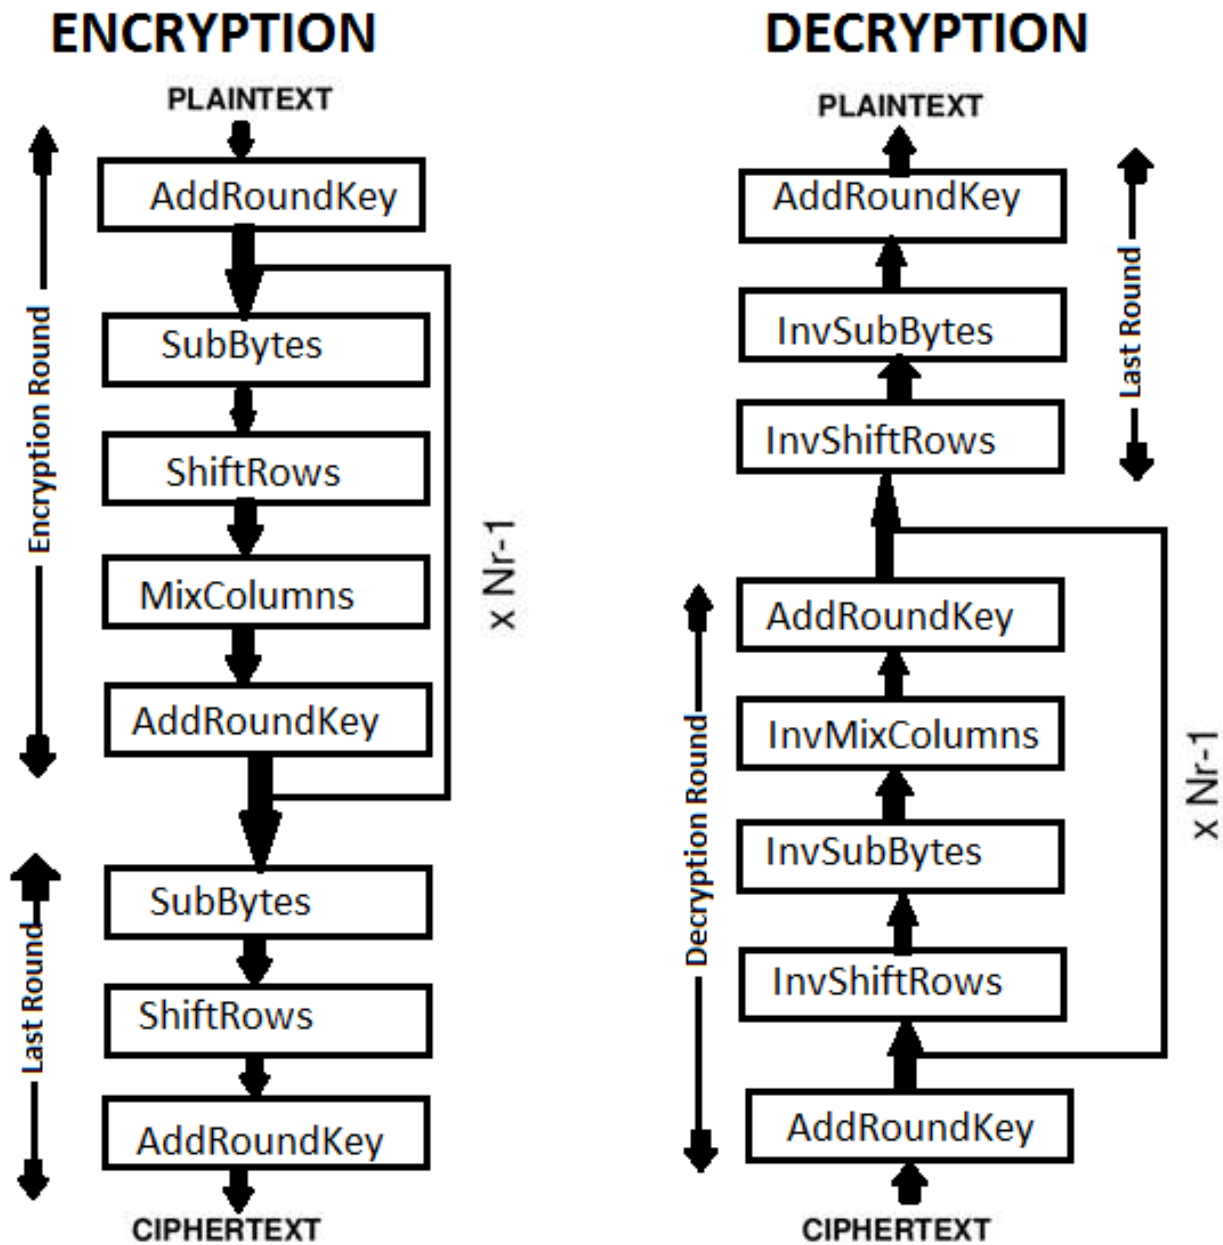 ENCRYPTION
PLAINTEXT
AddRoundKey
SubBytes
ShiftRows
MixColumns
AddRoundKey
SubBytes
ShiftRows
AddRoundKey
CIPHERTEXT
Encryption Round
Last Round
x Nr-1
DECRYPTION
PLAINTEXT
AddRoundKey
InvSubBytes
InvShiftRows
AddRoundKey
InvMixColumns
InvSubBytes
InvShiftRows
AddRoundKey
CIPHERTEXT
Last Round
Decryption Round
x Nr-1